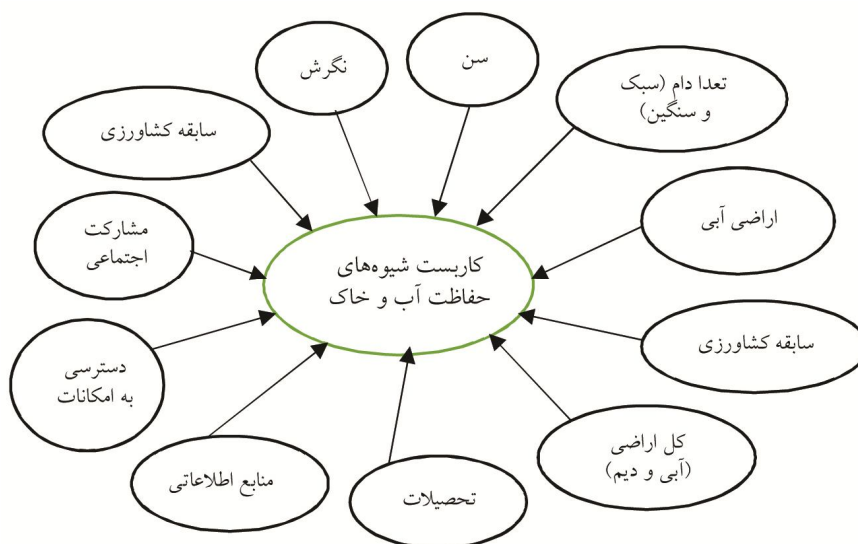 سن
نگرش
تعدا دام (سبک
و سنگین)
سابقه کشاورزی
اراضی آبی
مشارکت
اجتماعی
کاربست شیوه‌های
حفاظت آب و خاک
سابقه کشاورزی
دسترسی
به امکانات
کل اراضی
(آبی و دیم)
منابع اطلاعاتی
تحصیلات